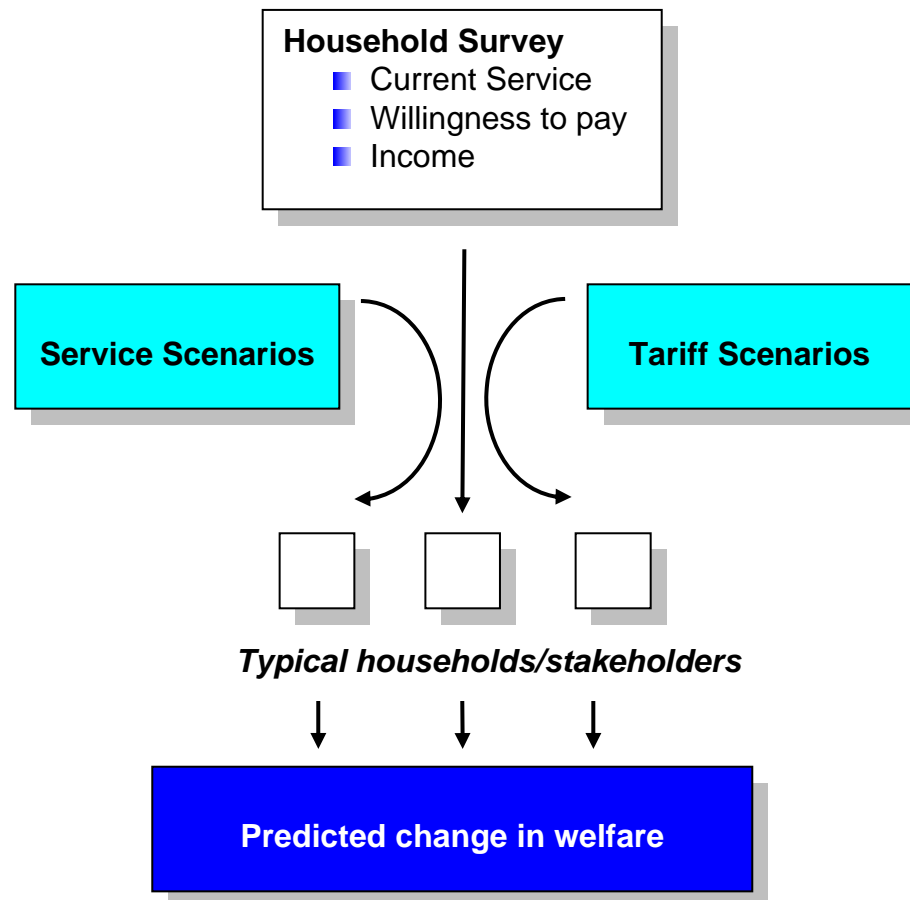 Household Survey
Current Service
Willingness to pay
Income
Service Scenarios
Tariff Scenarios
Typical households/stakeholders
Predicted change in welfare